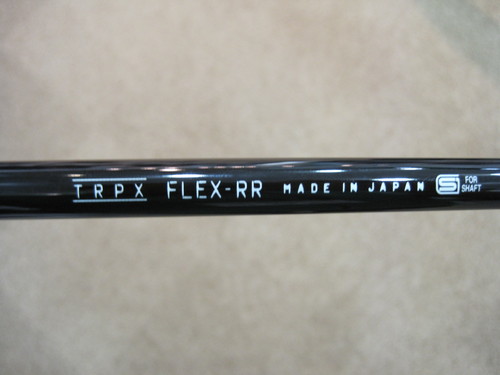 TRPX FLEX-RR MADE IN JAPAN S FOR SHAFT